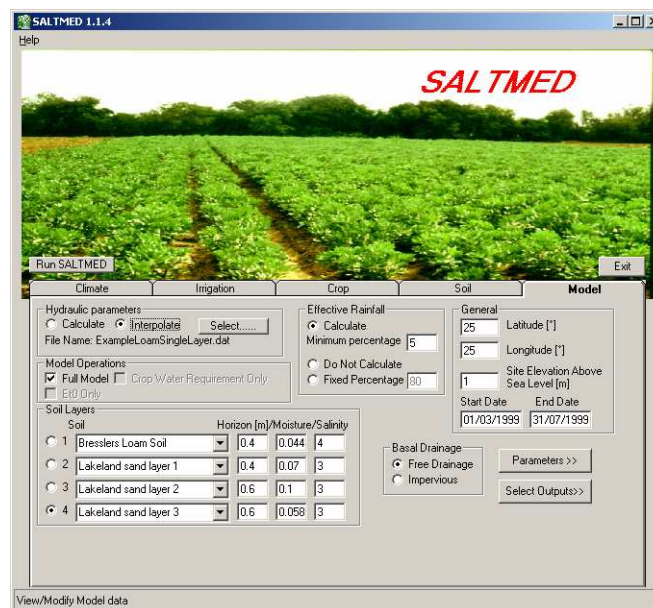 SALTMED 1.1.4
Help
SALTMED
Run SALTMED
Exit
Climate Irrigation Crop Soil Model
Hydraulic parameters
Calculate Interpolate Select......
File Name: ExampleLoamSingleLayer.dat
Model Operations
Full Model Crop Water Requirement Only
Et0 Only
Effective Rainfall
Calculate
Minimum percentage 5
Do Not Calculate
Fixed Percentage 80
General
25 Latitude [°]
25 Longitude [°]
1 Site Elevation Above
Sea Level [m]
Start Date End Date
01/03/1999 31/07/1999
Soil Layers
Soil Horizon [m]/Moisture/Salinity
1 Bresslers Loam Soil 0.4 0.044 4
2 Lakeland sand layer 1 0.4 0.07 3
3 Lakeland sand layer 2 0.6 0.1 3
4 Lakeland sand layer 3 0.6 0.058 3
Basal Drainage
Free Drainage
Impervious
Parameters >>
Select Outputs>>
View/Modify Model data